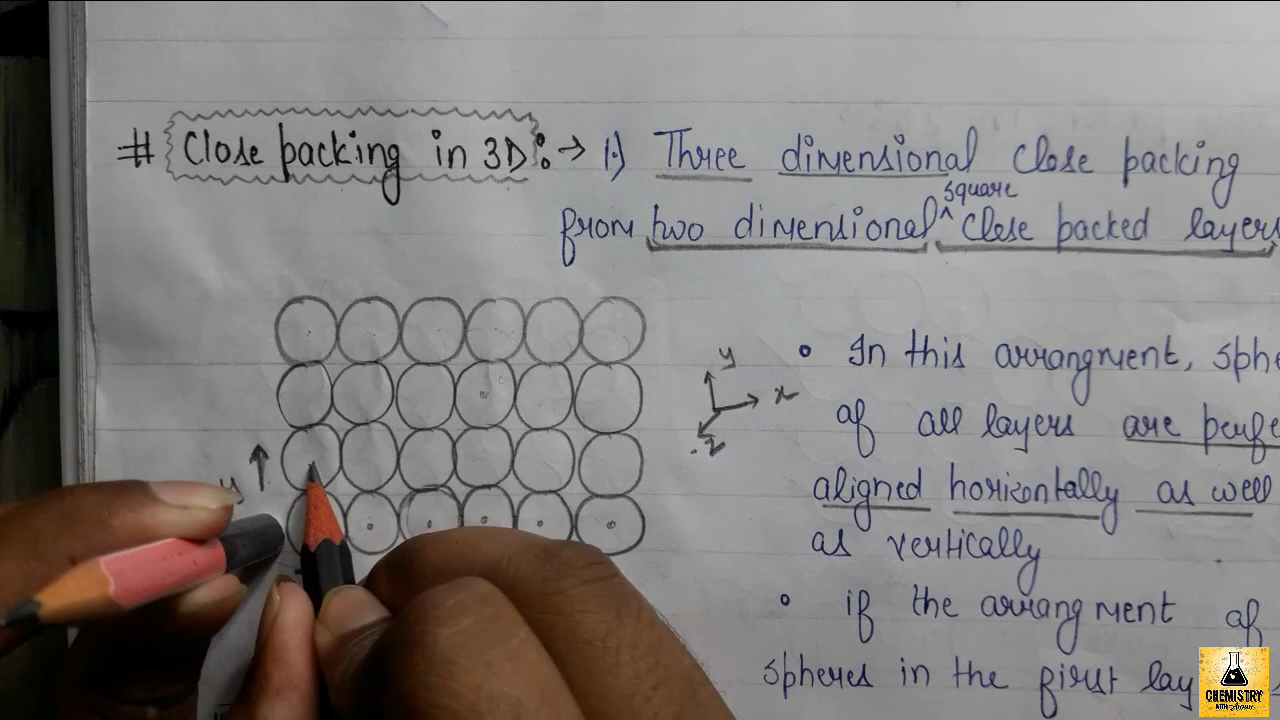 # Close packing in 3D : → 1.) Three dimensional close packing
square
from two dimensional ^ close packed layers
y
x
z
• In this arrangment, sphe
of all layers are perfe
aligned horizontally as well
y
as vertically
• if the arrangment of
spheres in the first lay
CHEMISTRY
WITH